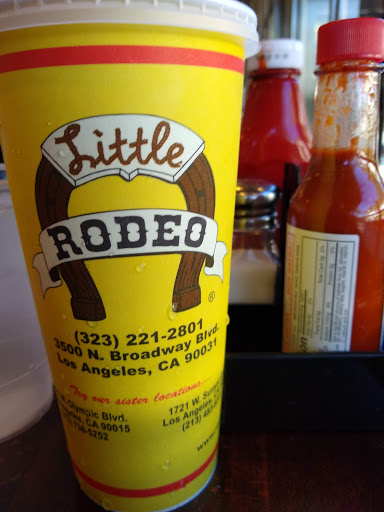 Little
RODEO
®
(323) 221-2801
3500 N. Broadway Blvd.
Los Angeles, CA 90031
Try our sister locations...
W. Olympic Blvd.
CA 90015
1721 W.
Los Angeles,
(213)